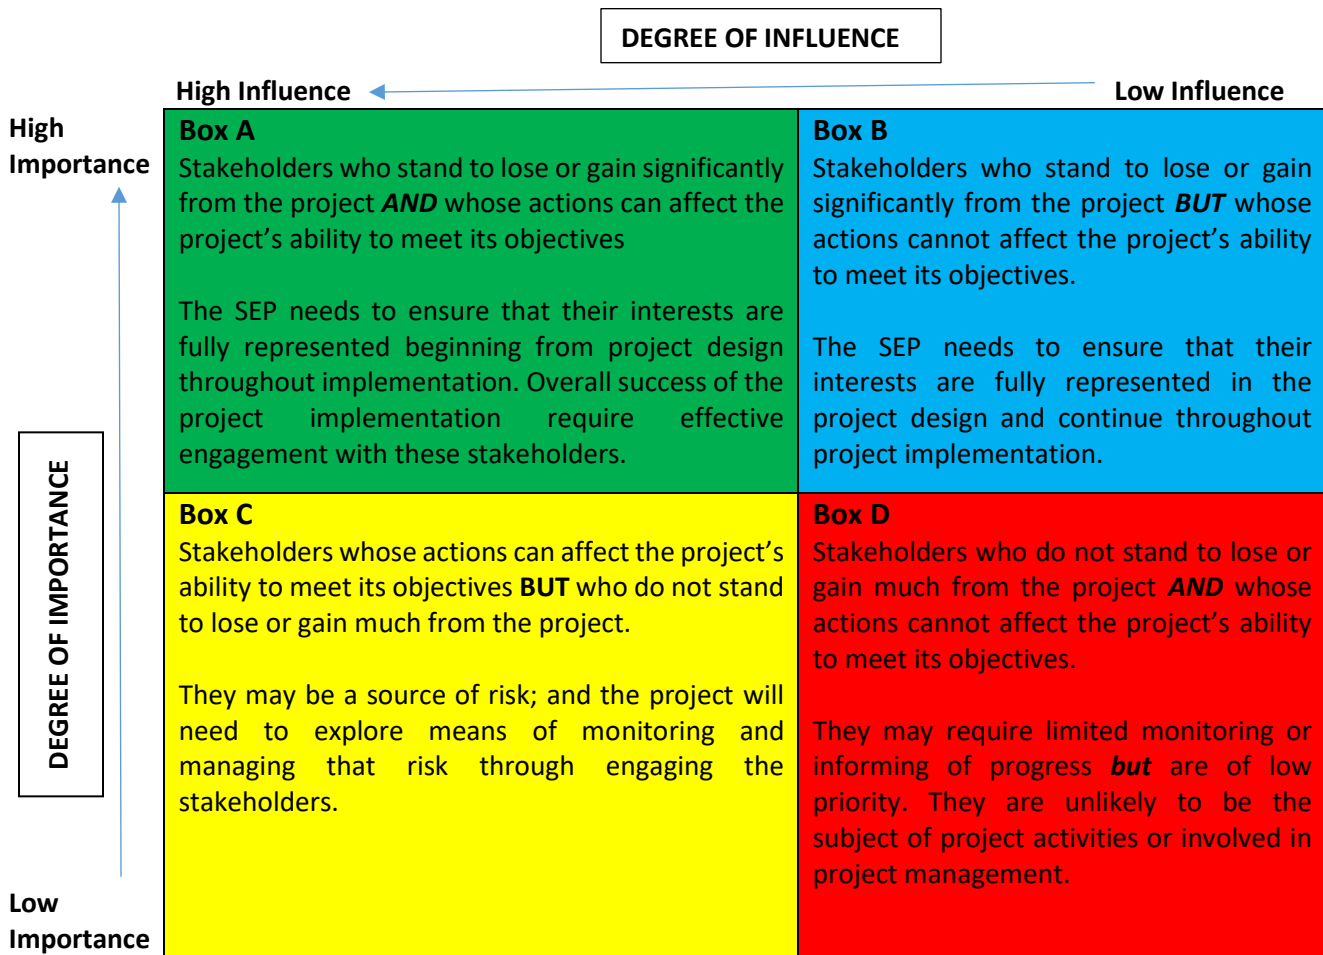 DEGREE OF INFLUENCE
High Influence
Low Influence
High
Importance
Box A
Stakeholders who stand to lose or gain significantly
from the project AND whose actions can affect the
project’s ability to meet its objectives
The SEP needs to ensure that their interests are
fully represented beginning from project design
throughout implementation. Overall success of the
project implementation require effective
engagement with these stakeholders.
Box B
Stakeholders who stand to lose or gain
significantly from the project BUT whose
actions cannot affect the project’s ability
to meet its objectives.
The SEP needs to ensure that their
interests are fully represented in the
project design and continue throughout
project implementation.
DEGREE OF IMPORTANCE
Box C
Stakeholders whose actions can affect the project’s
ability to meet its objectives BUT who do not stand
to lose or gain much from the project.
They may be a source of risk; and the project will
need to explore means of monitoring and
managing that risk through engaging the
stakeholders.
Box D
Stakeholders who do not stand to lose or
gain much from the project AND whose
actions cannot affect the project’s ability
to meet its objectives.
They may require limited monitoring or
informing of progress but are of low
priority. They are unlikely to be the
subject of project activities or involved in
project management.
Low
Importance